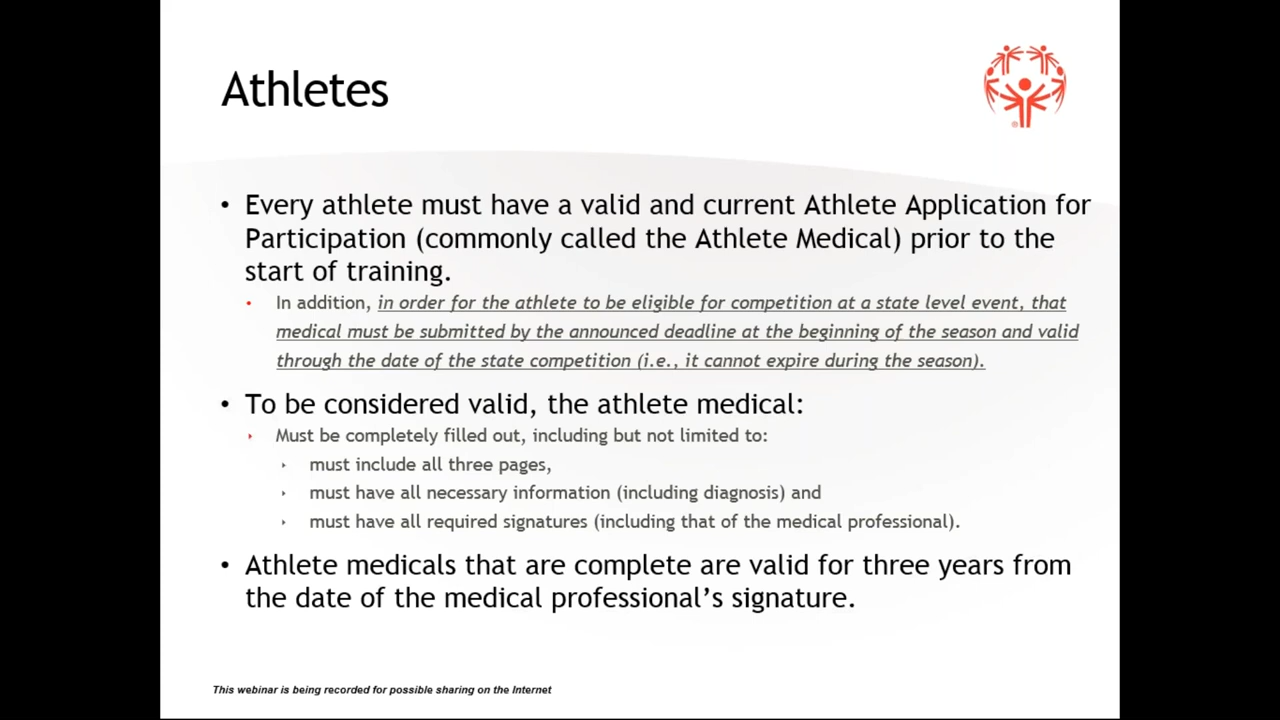 Athletes
• Every athlete must have a valid and current Athlete Application for
Participation (commonly called the Athlete Medical) prior to the
start of training.
• In addition, in order for the athlete to be eligible for competition at a state level event, that
medical must be submitted by the announced deadline at the beginning of the season and valid
through the date of the state competition (i.e., it cannot expire during the season).
• To be considered valid, the athlete medical:
‣ Must be completely filled out, including but not limited to:
‣ must include all three pages,
‣ must have all necessary information (including diagnosis) and
‣ must have all required signatures (including that of the medical professional).
• Athlete medicals that are complete are valid for three years from
the date of the medical professional’s signature.
This webinar is being recorded for possible sharing on the Internet